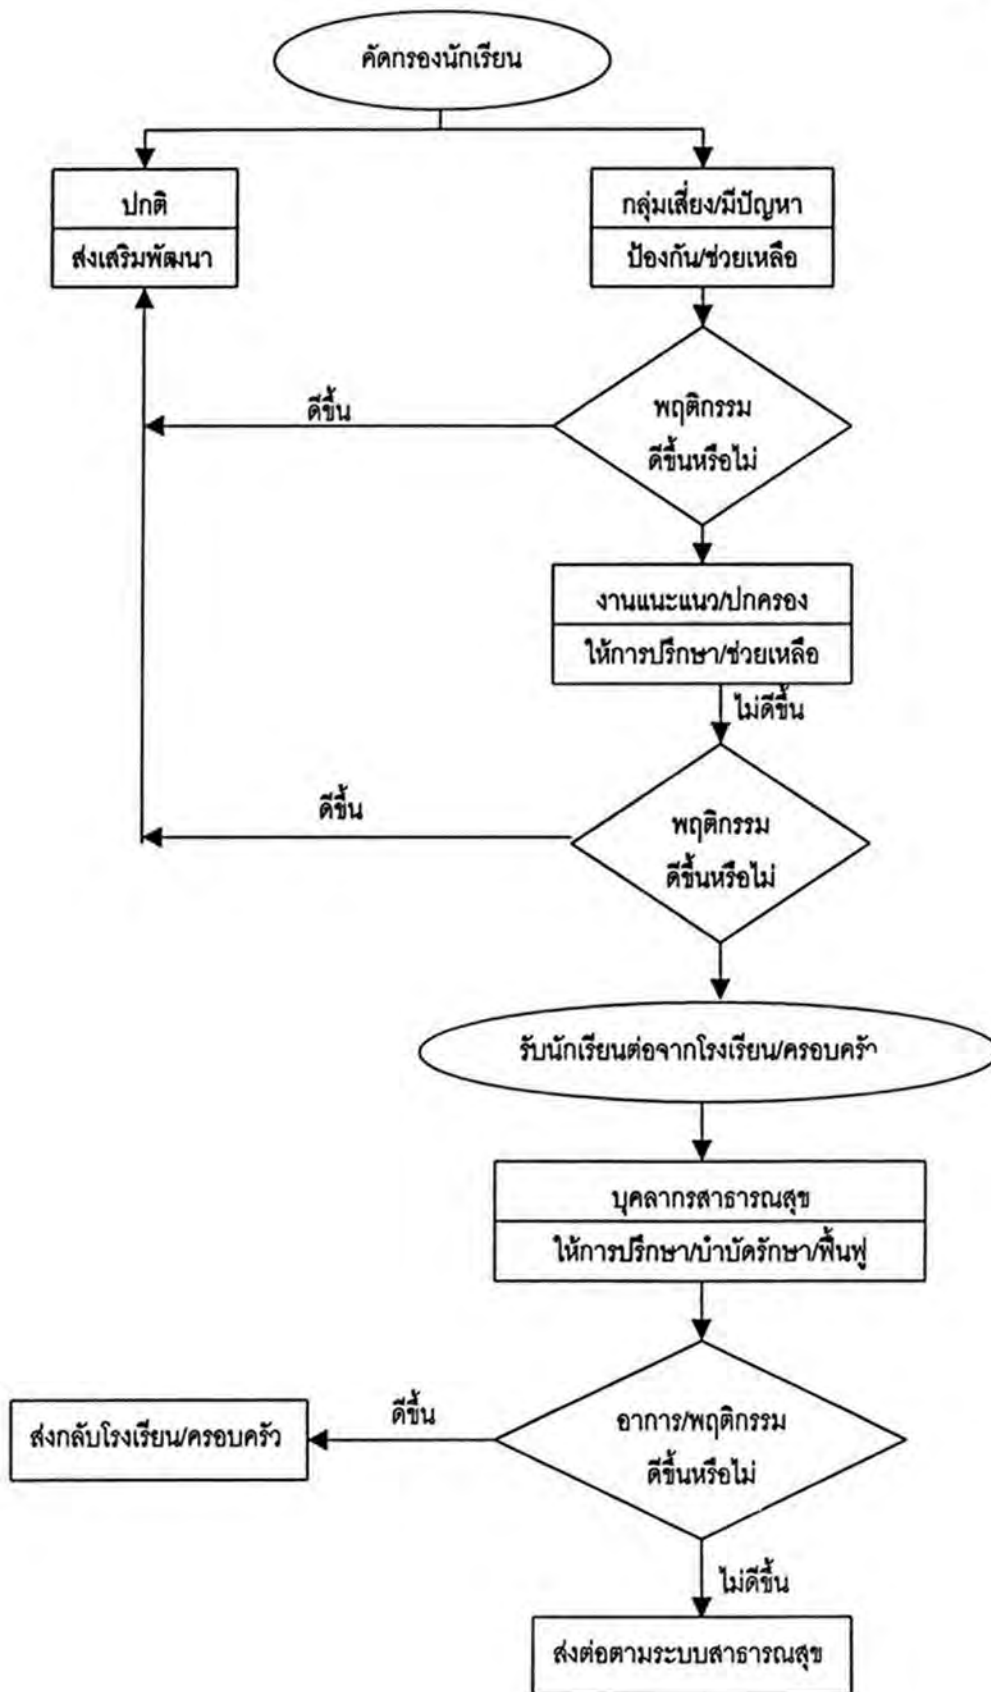 คัดกรองนักเรียน
ปกติ
ส่งเสริมพัฒนา
กลุ่มเสี่ยง/มีปัญหา
ป้องกัน/ช่วยเหลือ
พฤติกรรม
ดีขึ้นหรือไม่
ดีขึ้น
งานแนะแนว/ปกครอง
ให้การปรึกษา/ช่วยเหลือ
ไม่ดีขึ้น
พฤติกรรม
ดีขึ้นหรือไม่
ดีขึ้น
รับนักเรียนต่อจากโรงเรียน/ครอบครัว
บุคลากรสาธารณสุข
ให้การปรึกษา/บำบัดรักษา/ฟื้นฟู
อาการ/พฤติกรรม
ดีขึ้นหรือไม่
ดีขึ้น
ส่งกลับโรงเรียน/ครอบครัว
ไม่ดีขึ้น
ส่งต่อตามระบบสาธารณสุข